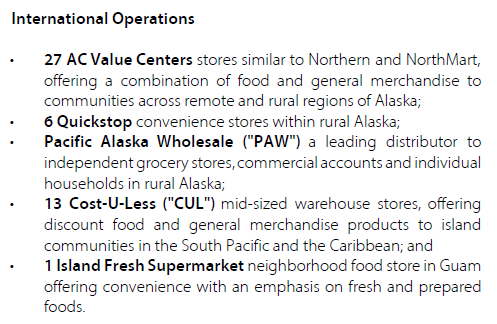 International Operations
• 27 AC Value Centers stores similar to Northern and NorthMart,
offering a combination of food and general merchandise to
communities across remote and rural regions of Alaska;
• 6 Quickstop convenience stores within rural Alaska;
• Pacific Alaska Wholesale ("PAW") a leading distributor to
independent grocery stores, commercial accounts and individual
households in rural Alaska;
• 13 Cost-U-Less ("CUL") mid-sized warehouse stores, offering
discount food and general merchandise products to island
communities in the South Pacific and the Caribbean; and
• 1 Island Fresh Supermarket neighborhood food store in Guam
offering convenience with an emphasis on fresh and prepared
foods.